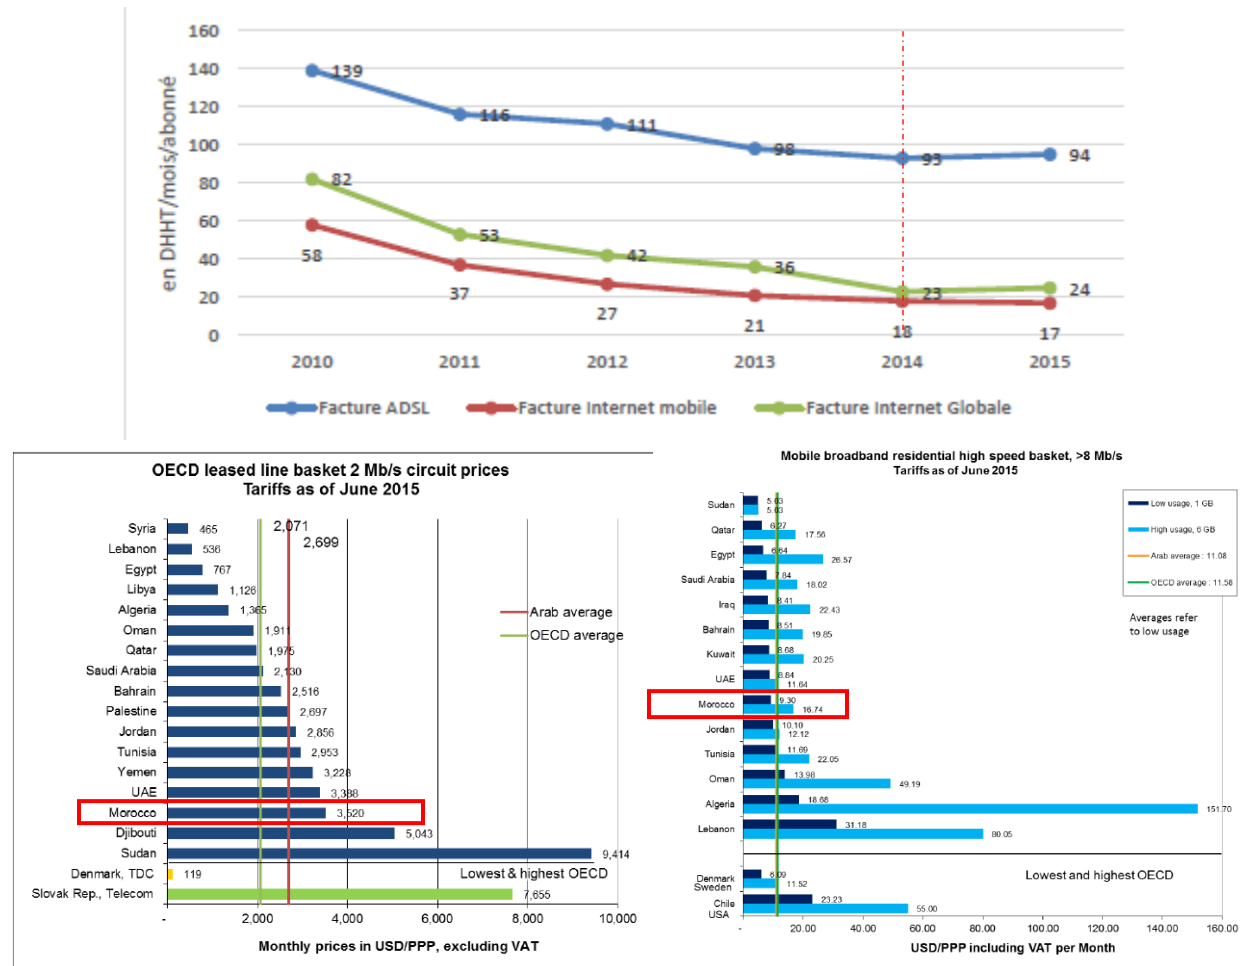 160
140
120
100
80
60
40
20
0
en DHHT/mois/abonné
139
116
111
98
93
94
82
53
42
36
23
24
58
37
27
21
18
17
2010 2011 2012 2013 2014 2015
Facture ADSL Facture Internet mobile Facture Internet Globale
OECD leased line basket 2 Mb/s circuit prices
Tariffs as of June 2015
2,071
2,699
Syria 465
Lebanon 536
Egypt 767
Libya 1,126
Algeria 1,365
Oman 1,911
Qatar 1,975
Saudi Arabia 2,130
Bahrain 2,516
Palestine 2,697
Jordan 2,856
Tunisia 2,953
Yemen 3,228
UAE 3,388
Morocco 3,520
Djibouti 5,043
Sudan 9,414
Arab average
OECD average
Denmark, TDC 119
Lowest & highest OECD
Slovak Rep., Telecom 7,655
- 2,000 4,000 6,000 8,000 10,000
Monthly prices in USD/PPP, excluding VAT
Mobile broadband residential high speed basket, >8 Mb/s
Tariffs as of June 2015
Low usage, 1 GB
High usage, 6 GB
Arab average : 11.08
OECD average : 11.58
Averages refer
to low usage
Sudan 5.03
5.03
Qatar 6.27
17.56
Egypt 6.64
26.57
Saudi Arabia 7.84
18.02
Iraq 8.41
22.43
Bahrain 8.51
19.85
Kuwait 8.68
20.25
UAE 8.84
11.64
Morocco 9.30
16.74
Jordan 10.10
12.12
Tunisia 11.69
22.05
Oman 13.98
49.19
Algeria 18.68
151.70
Lebanon 31.18
80.05
Lowest and highest OECD
Denmark 6.09
Sweden 11.52
Chile 23.23
USA 55.00
- 20.00 40.00 60.00 80.00 100.00 120.00 140.00 160.00
USD/PPP including VAT per Month